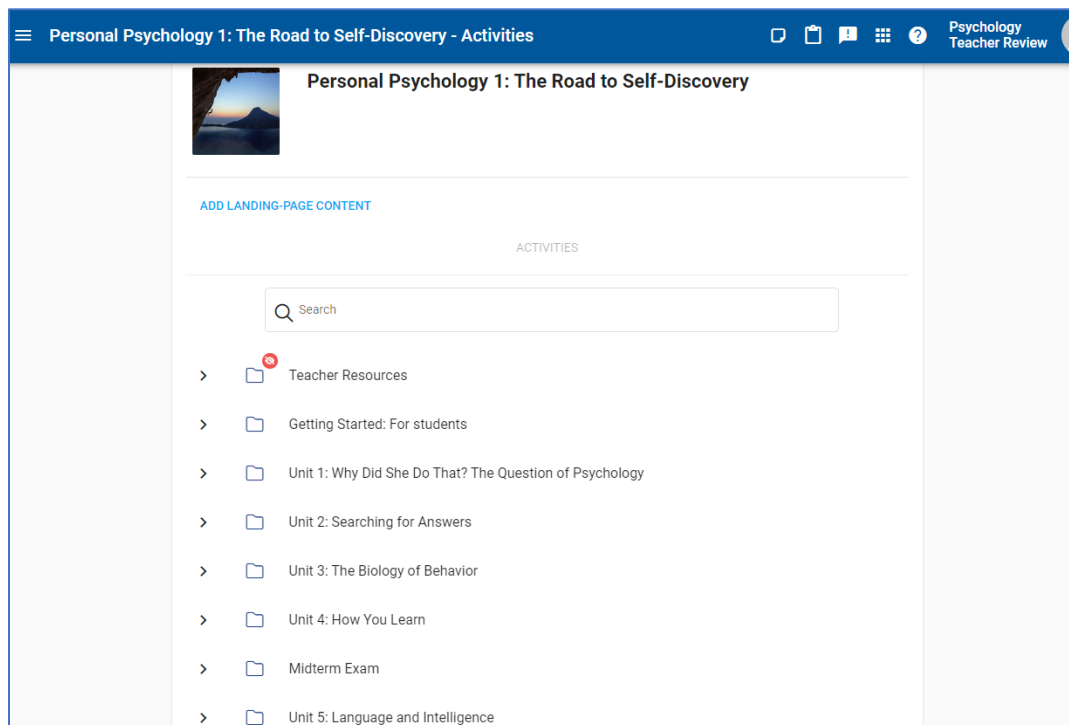 Personal Psychology 1: The Road to Self-Discovery - Activities
Psychology
Teacher Review
Personal Psychology 1: The Road to Self-Discovery
ADD LANDING-PAGE CONTENT
ACTIVITIES
Search
Teacher Resources
Getting Started: For students
Unit 1: Why Did She Do That? The Question of Psychology
Unit 2: Searching for Answers
Unit 3: The Biology of Behavior
Unit 4: How You Learn
Midterm Exam
Unit 5: Language and Intelligence